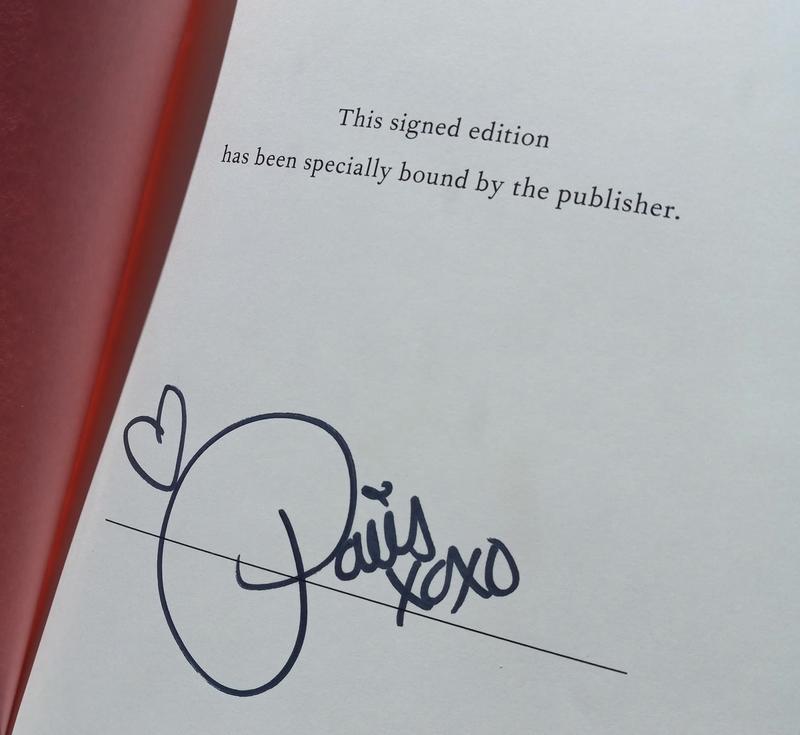 This signed edition
has been specially bound by the publisher.
Paris
xoxo